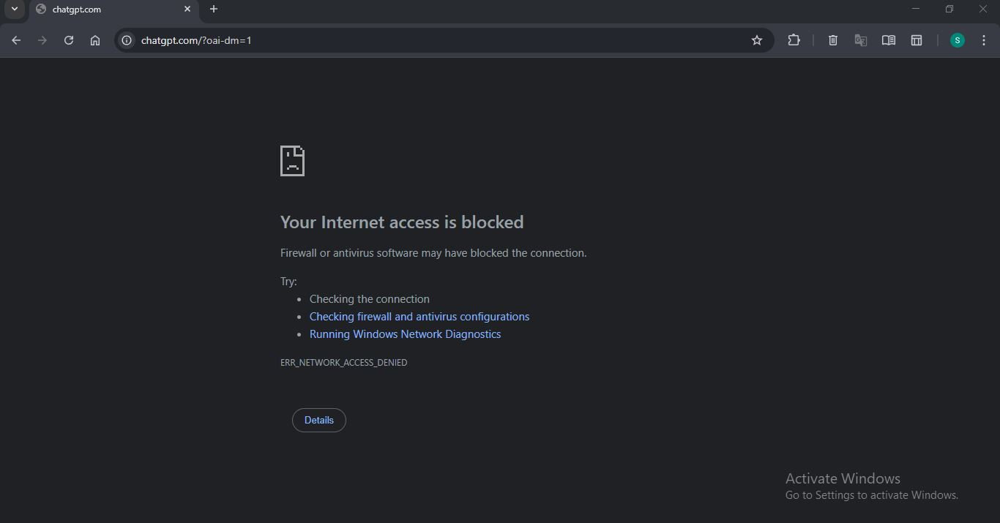 chatgpt.com
chatgpt.com/?oai-dm=1
S
Your Internet access is blocked
Firewall or antivirus software may have blocked the connection.
Try:
• Checking the connection
• Checking firewall and antivirus configurations
• Running Windows Network Diagnostics
ERR_NETWORK_ACCESS_DENIED
Details
Activate Windows
Go to Settings to activate Windows.